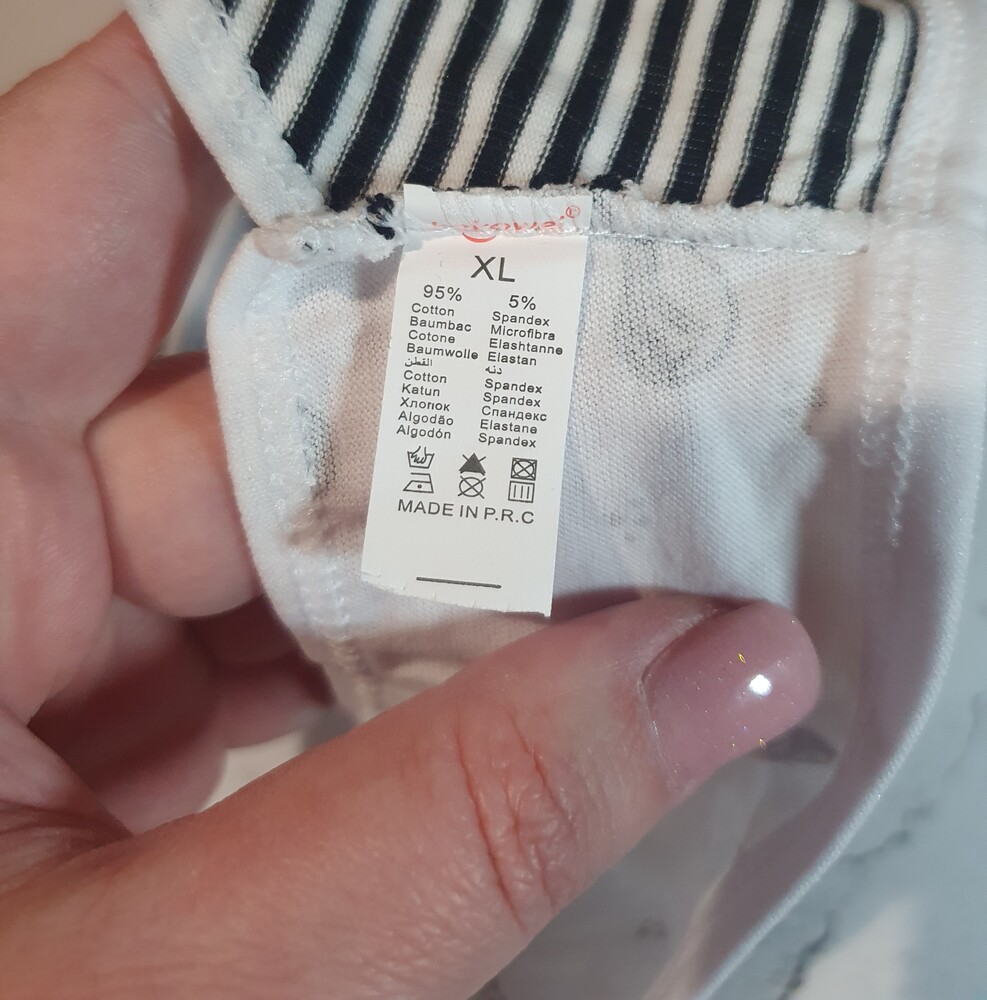 XL
95% 5%
Cotton Spandex
Baumbac Microfibra
Cotone Elashtanne
Baumwolle Elastan
القطن دنه
Cotton Spandex
Katun Spandex
Хлопок Спандекс
Algodão Elastane
Algodón Spandex
MADE IN P.R.C